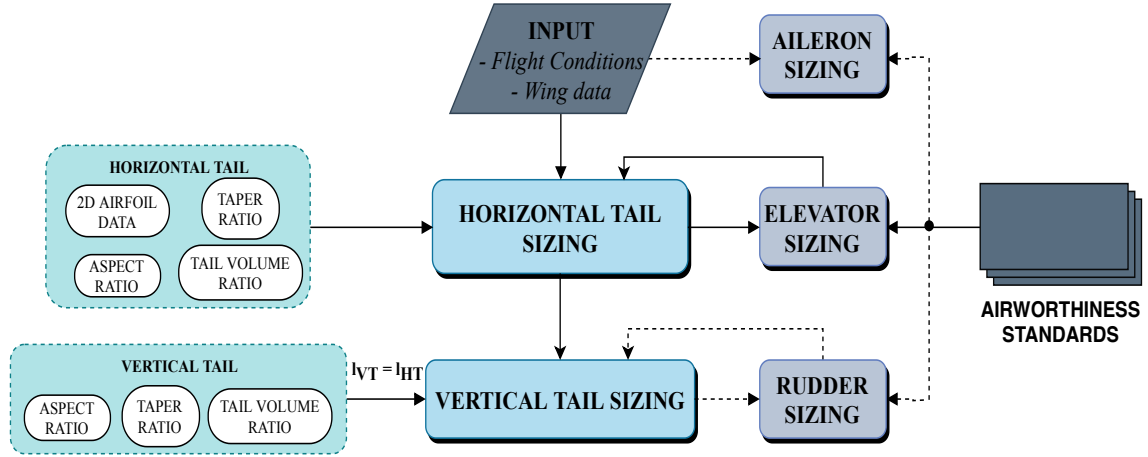 INPUT
- Flight Conditions
- Wing data
AILERON
SIZING
HORIZONTAL TAIL
2D AIRFOIL
DATA
TAPER
RATIO
ASPECT
RATIO
TAIL VOLUME
RATIO
HORIZONTAL TAIL
SIZING
ELEVATOR
SIZING
AIRWORTHINESS
STANDARDS
VERTICAL TAIL
ASPECT
RATIO
TAPER
RATIO
TAIL VOLUME
RATIO
lVT = lHT
VERTICAL TAIL SIZING
RUDDER
SIZING